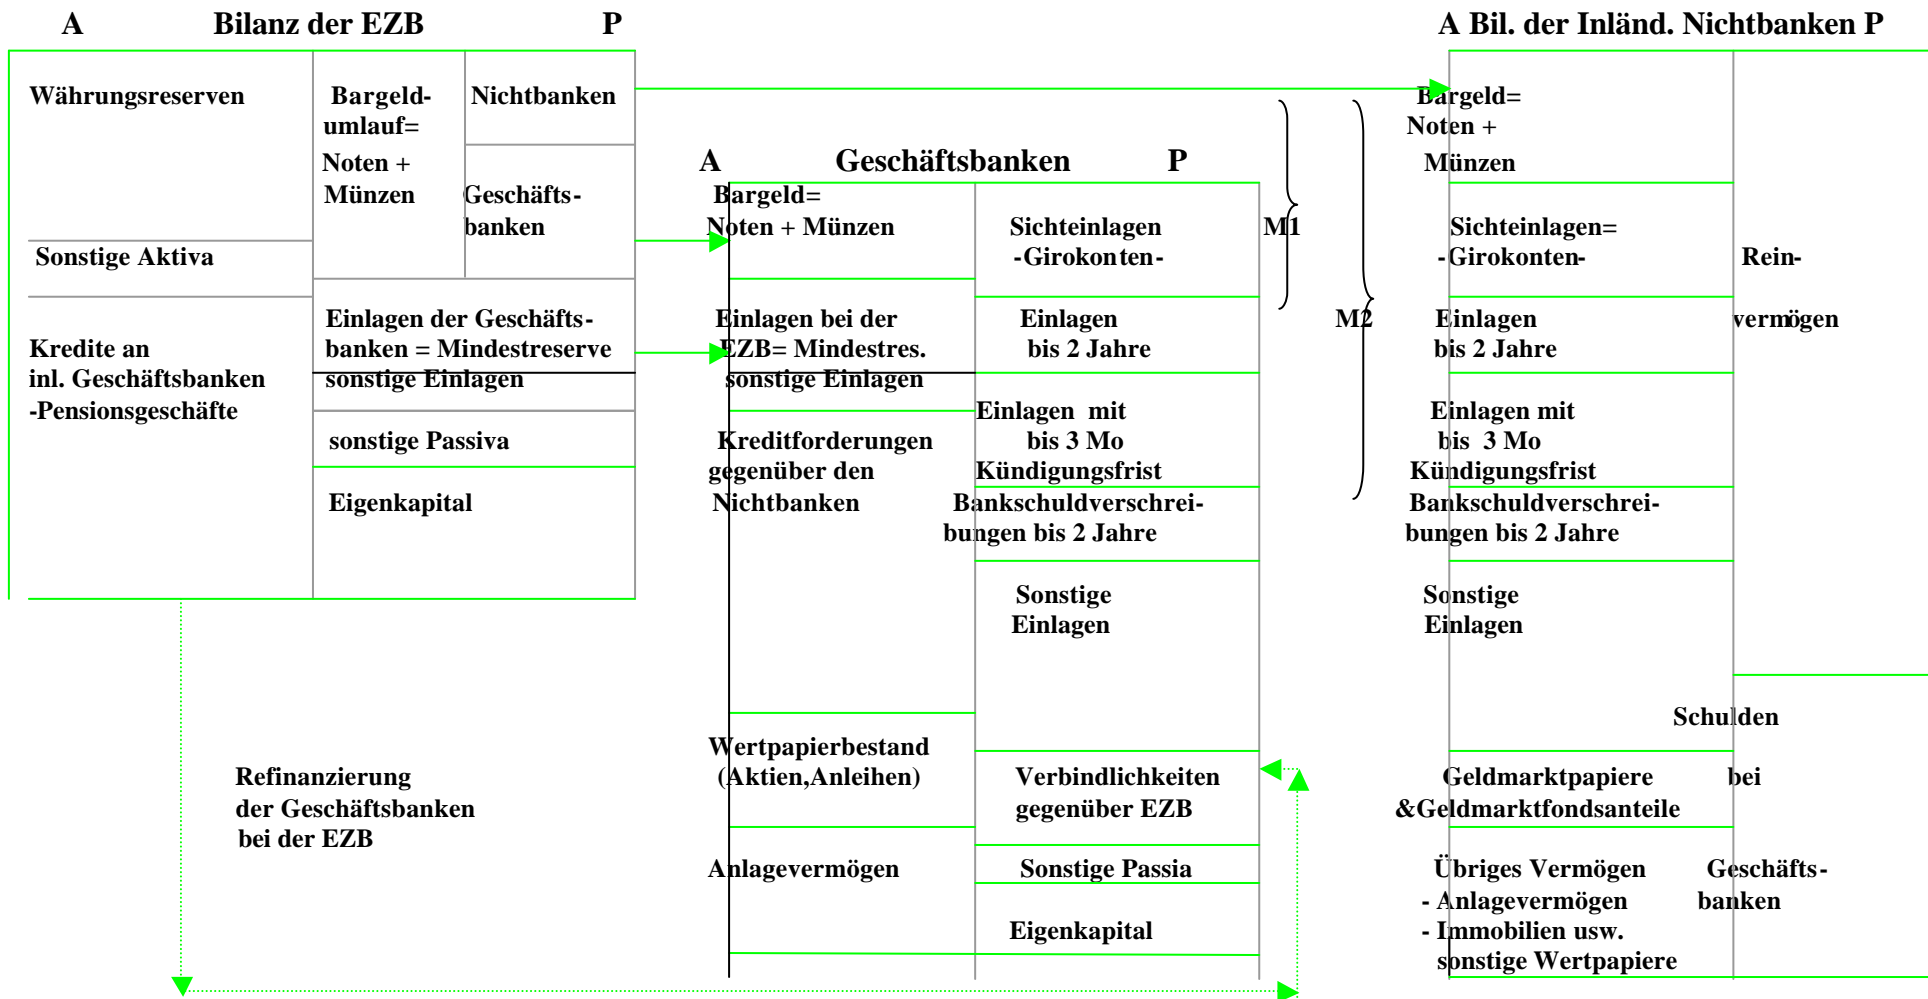 A Bilanz der EZB P
Währungsreserven
Sonstige Aktiva
Kredite an
inl. Geschäftsbanken
-Pensionsgeschäfte
Bargeld-
umlauf=
Noten +
Münzen
Nichtbanken
Geschäfts-
banken
Einlagen der Geschäfts-
banken = Mindestreserve
sonstige Einlagen
sonstige Passiva
Eigenkapital
Refinanzierung
der Geschäftsbanken
bei der EZB
A Geschäftsbanken P
Bargeld=
Noten + Münzen
Einlagen bei der
EZB= Mindestres.
sonstige Einlagen
Kreditforderungen
gegenüber den
Nichtbanken
Wertpapierbestand
(Aktien,Anleihen)
Anlagevermögen
Sichteinlagen
-Girokonten-
Einlagen
bis 2 Jahre
Einlagen mit
bis 3 Mo
Kündigungsfrist
Bankschuldverschrei-
bungen bis 2 Jahre
Sonstige
Einlagen
Verbindlichkeiten
gegenüber EZB
Sonstige Passia
Eigenkapital
M1
M2
A Bil. der Inländ. Nichtbanken P
Bargeld=
Noten +
Münzen
Sichteinlagen=
-Girokonten-
Einlagen
bis 2 Jahre
Einlagen mit
bis 3 Mo
Kündigungsfrist
Bankschuldverschrei-
bungen bis 2 Jahre
Sonstige
Einlagen
Geldmarktpapiere
&Geldmarktfondsanteile
Übriges Vermögen
- Anlagevermögen
- Immobilien usw.
sonstige Wertpapiere
Rein-
vermögen
Schulden
bei
Geschäfts-
banken